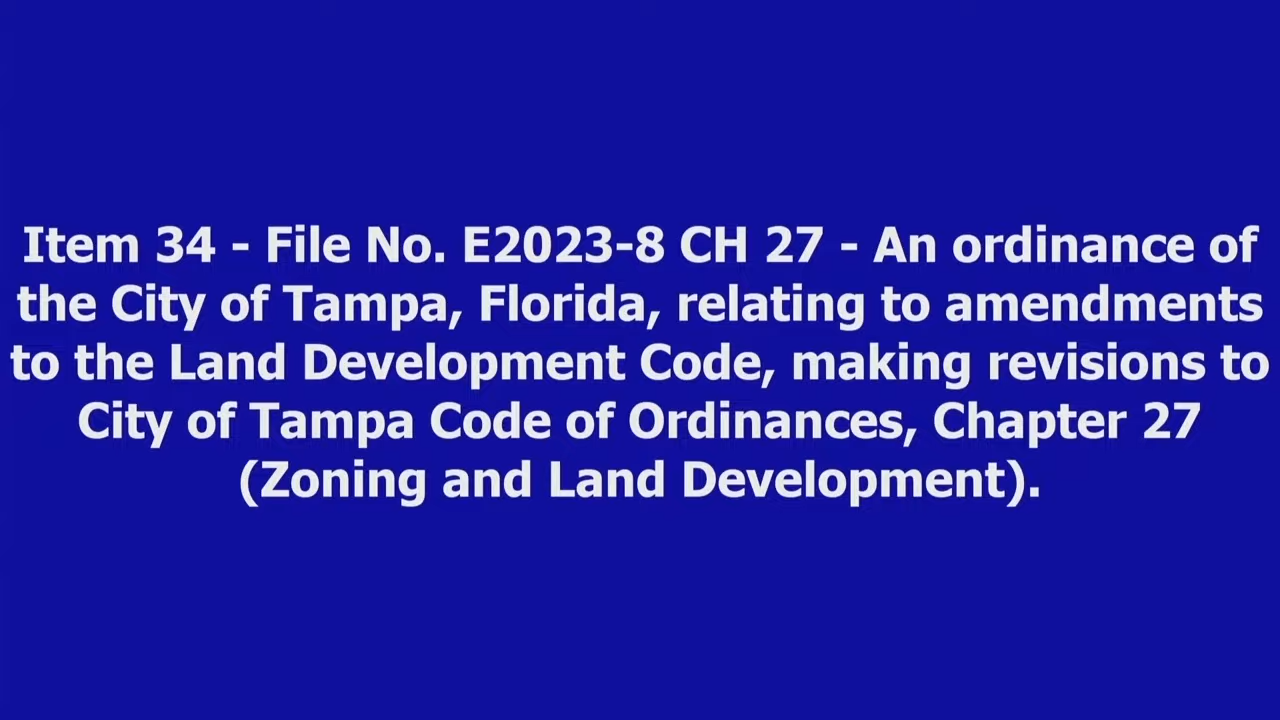 Item 34 - File No. E2023-8 CH 27 - An ordinance of
the City of Tampa, Florida, relating to amendments
to the Land Development Code, making revisions to
City of Tampa Code of Ordinances, Chapter 27
(Zoning and Land Development).